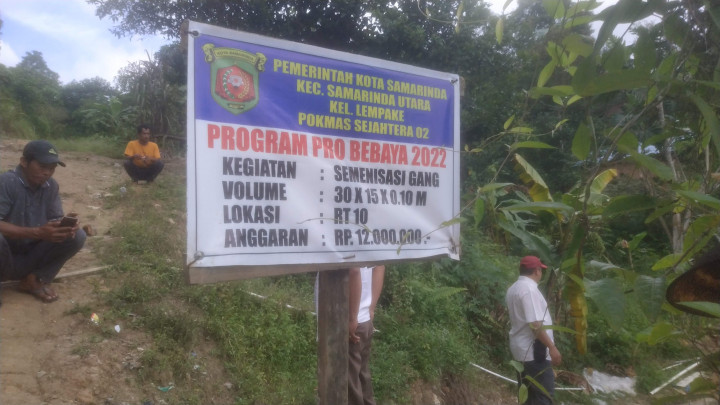 PEMERINTAH KOTA SAMARINDA
KEC. SAMARINDA UTARA
KEL. LEMPAKE
POKMAS SEJAHTERA 02
PROGRAM PRO BEBAYA 2022
KEGIATAN : SEMENISASI GANG
VOLUME : 30 X 15 X 0.10 M
LOKASI : RT 10
ANGGARAN : RP. 12.000.000.-